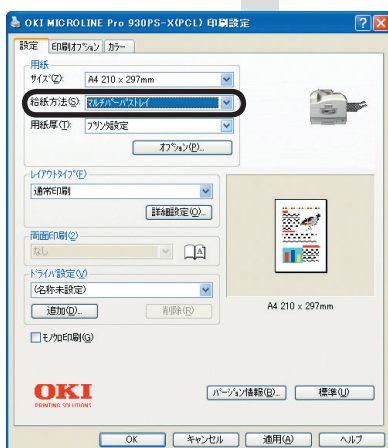 OKI MICROLINE Pro 930PS-X(PCL) 印刷設定
設定 印刷ｵﾌﾟｼｮﾝ カラー
用紙
ｻｲｽﾞ(Z): A4 210 x 297mm
給紙方法(S): ﾏﾙﾁﾊﾟｰﾊﾟｽﾄﾚｲ
用紙厚(T): ﾌﾟﾘﾝﾀ設定
ｵﾌﾟｼｮﾝ(P)...
ﾚｲｱｳﾄﾀｲﾌﾟ(E)
通常印刷
詳細設定(O)...
両面印刷(2)
なし
ﾄﾞﾗｲﾊﾞ設定(V)
(名称未設定)
追加(D)... 削除(R)
A4 210 x 297mm
ﾓﾉｸﾛ印刷(G)
OKI
PRINTING SOLUTIONS
ﾊﾞｰｼﾞｮﾝ情報(B)... 標準(U)
OK キャンセル 適用(A) ヘルプ